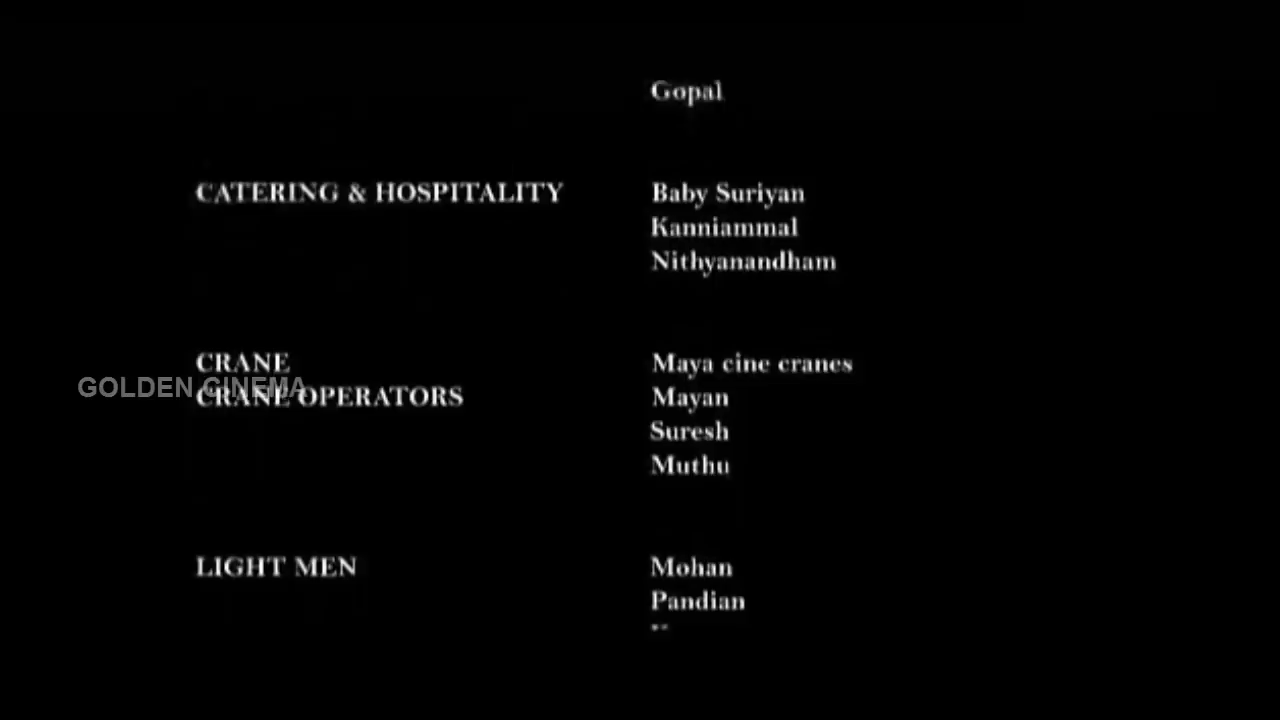 Gopal
CATERING & HOSPITALITY Baby Suriyan
Kanniammal
Nithyanandham
CRANE Maya cine cranes
GOLDEN CINEMA
CRANE OPERATORS Mayan
Suresh
Muthu
LIGHT MEN Mohan
Pandian